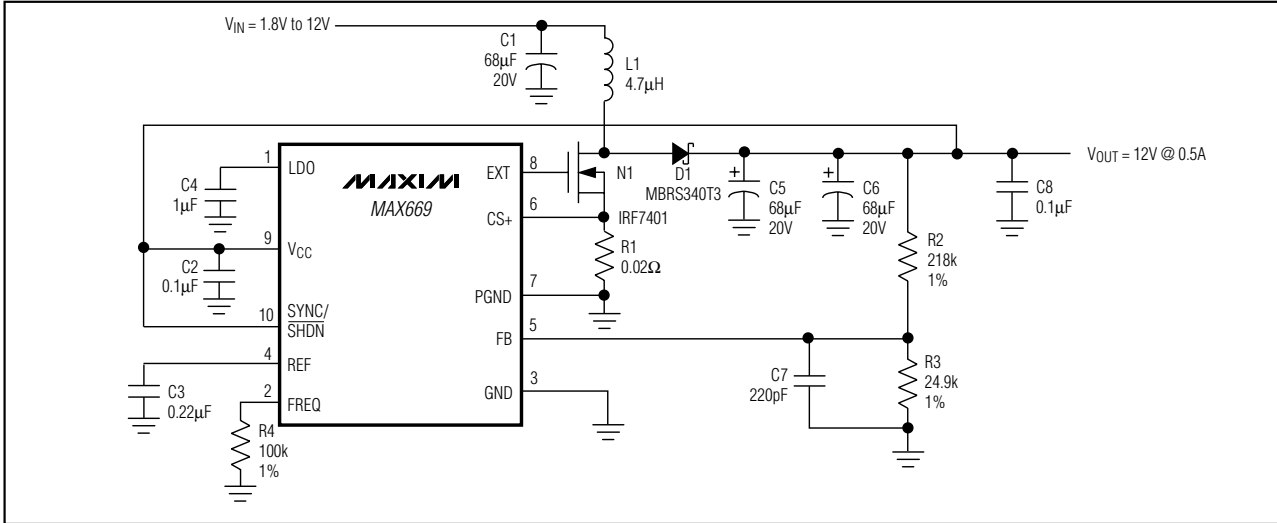 VIN = 1.8V to 12V
C1
68µF
20V
L1
4.7µH
1
LDO
C4
1µF
MAXIM
MAX669
EXT
8
N1
IRF7401
D1
MBRS340T3
+
C5
68µF
20V
+
C6
68µF
20V
VOUT = 12V @ 0.5A
C8
0.1µF
CS+
6
R1
0.02Ω
R2
218k
1%
9
VCC
C2
0.1µF
PGND
7
10
SYNC/
SHDN
FB
5
4
REF
C3
0.22µF
C7
220pF
R3
24.9k
1%
2
FREQ
GND
3
R4
100k
1%